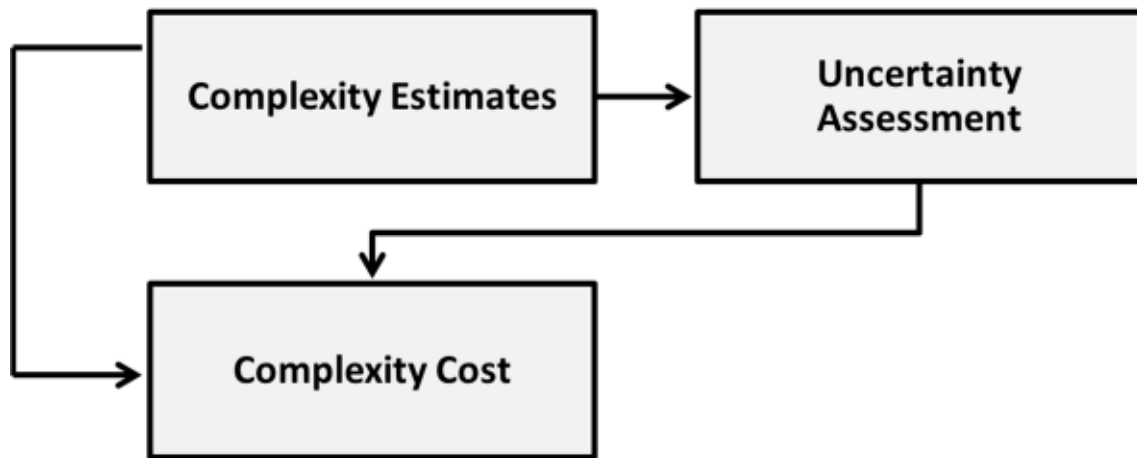 Complexity Estimates
Uncertainty
Assessment
Complexity Cost